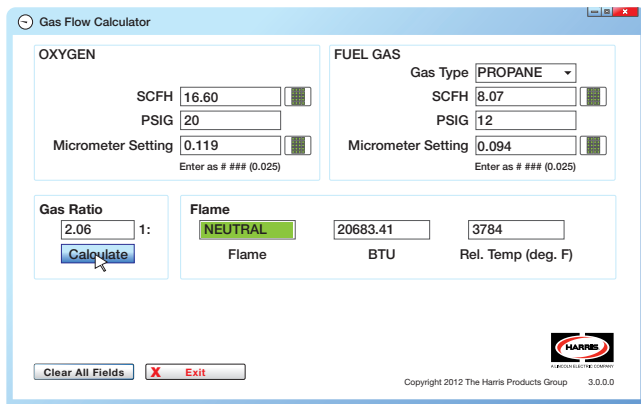 Gas Flow Calculator
OXYGEN
SCFH 16.60
PSIG 20
Micrometer Setting 0.119
Enter as # ### (0.025)
FUEL GAS
Gas Type PROPANE
SCFH 8.07
PSIG 12
Micrometer Setting 0.094
Enter as # ### (0.025)
Gas Ratio
2.06 1:
Calculate
Flame
NEUTRAL 20683.41 3784
Flame BTU Rel. Temp (deg. F)
HARRIS
A LINCOLN ELECTRIC COMPANY
Clear All Fields X Exit
Copyright 2012 The Harris Products Group 3.0.0.0